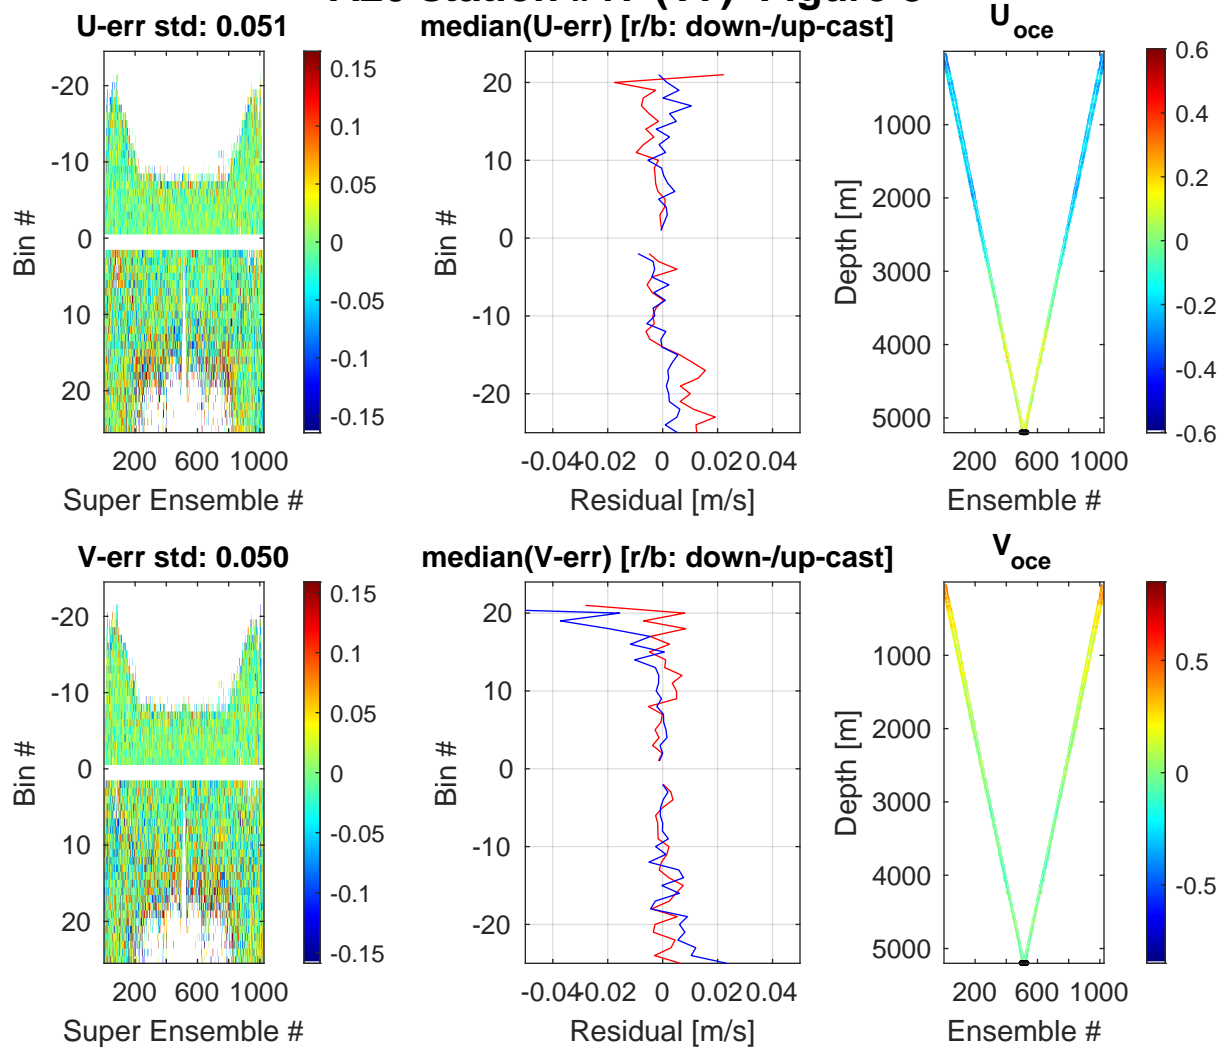 U-err std: 0.051
median(U-err) [r/b: down-/up-cast]
U oce
-20
-10
0
10
20
Bin #
200 600 1000
Super Ensemble #
0.15
0.1
0.05
0
-0.05
-0.1
-0.15
20
10
0
-10
-20
Bin #
-0.04 -0.02 0 0.02 0.04
Residual [m/s]
1000
2000
3000
4000
5000
Depth [m]
200 600 1000
Ensemble #
0.6
0.4
0.2
0
-0.2
-0.4
-0.6
V-err std: 0.050
median(V-err) [r/b: down-/up-cast]
V oce
-20
-10
0
10
20
Bin #
200 600 1000
Super Ensemble #
0.15
0.1
0.05
0
-0.05
-0.1
-0.15
20
10
0
-10
-20
Bin #
-0.04 -0.02 0 0.02 0.04
Residual [m/s]
1000
2000
3000
4000
5000
Depth [m]
200 600 1000
Ensemble #
0.5
0
-0.5